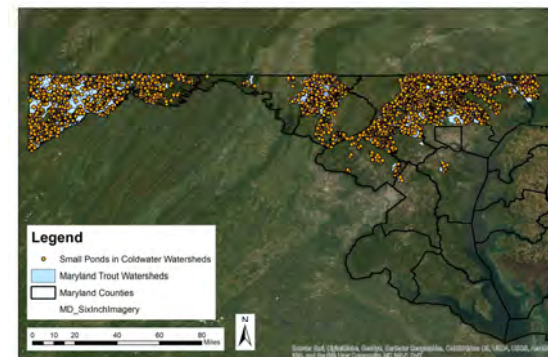 Legend
Small Ponds in Coldwater Watersheds
Maryland Trout Watersheds
Maryland Counties
MD_SixInchImagery
0 10 20 40 60 80
Miles
N